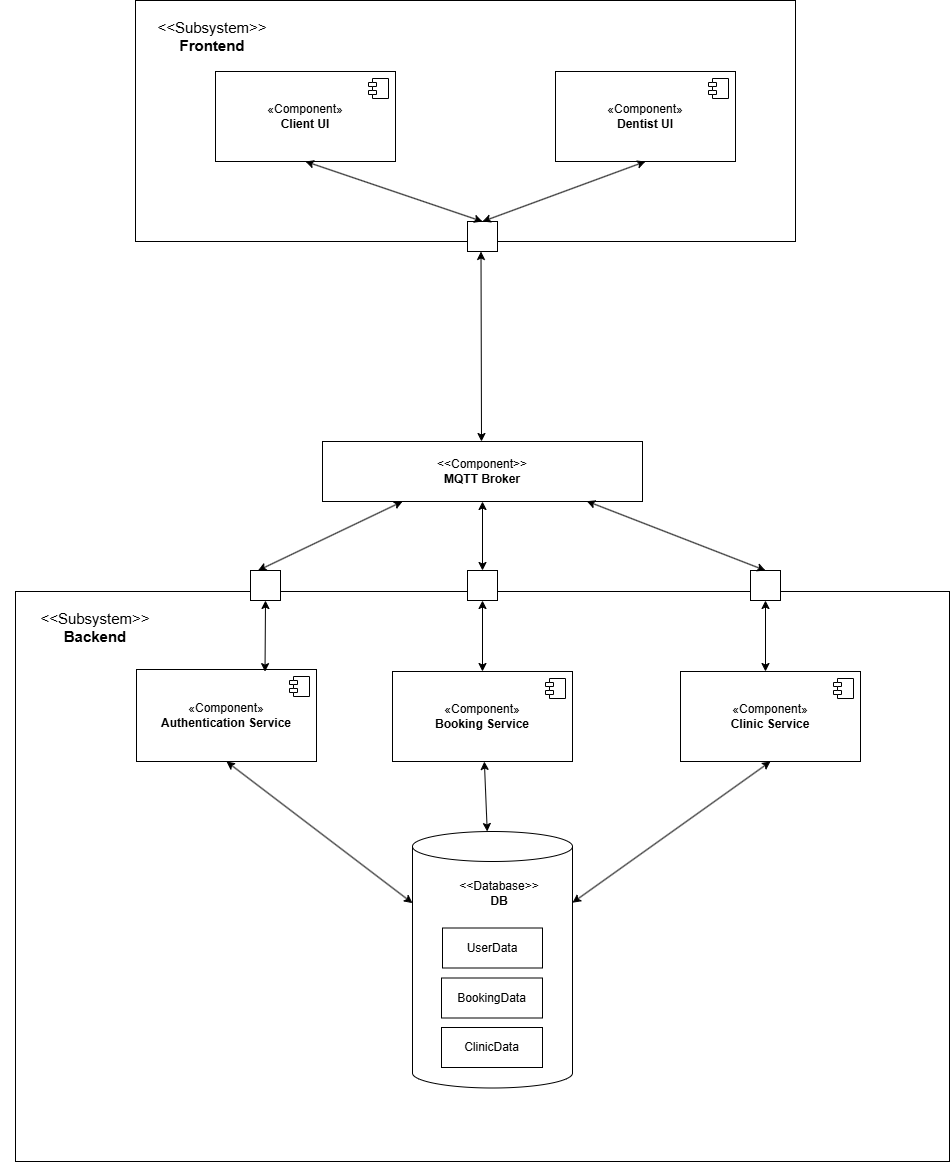 <<Subsystem>>
Frontend
«Component»
Client UI
«Component»
Dentist UI
<<Component>>
MQTT Broker
<<Subsystem>>
Backend
«Component»
Authentication Service
«Component»
Booking Service
«Component»
Clinic Service
<<Database>>
DB
UserData
BookingData
ClinicData